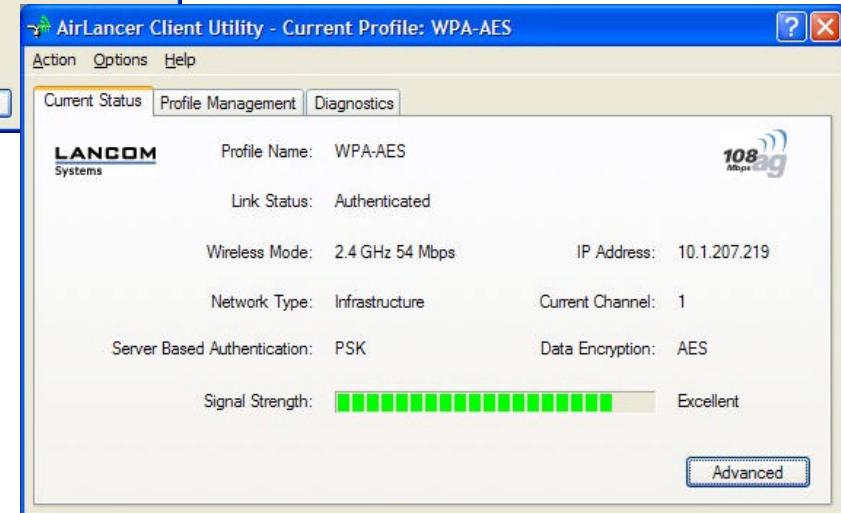 AirLancer Client Utility - Current Profile: WPA-AES
Action Options Help
Current Status Profile Management Diagnostics
LANCOM
Systems
Profile Name: WPA-AES
108
Mbps ag
Link Status: Authenticated
Wireless Mode: 2.4 GHz 54 Mbps IP Address: 10.1.207.219
Network Type: Infrastructure Current Channel: 1
Server Based Authentication: PSK Data Encryption: AES
Signal Strength: Excellent
Advanced